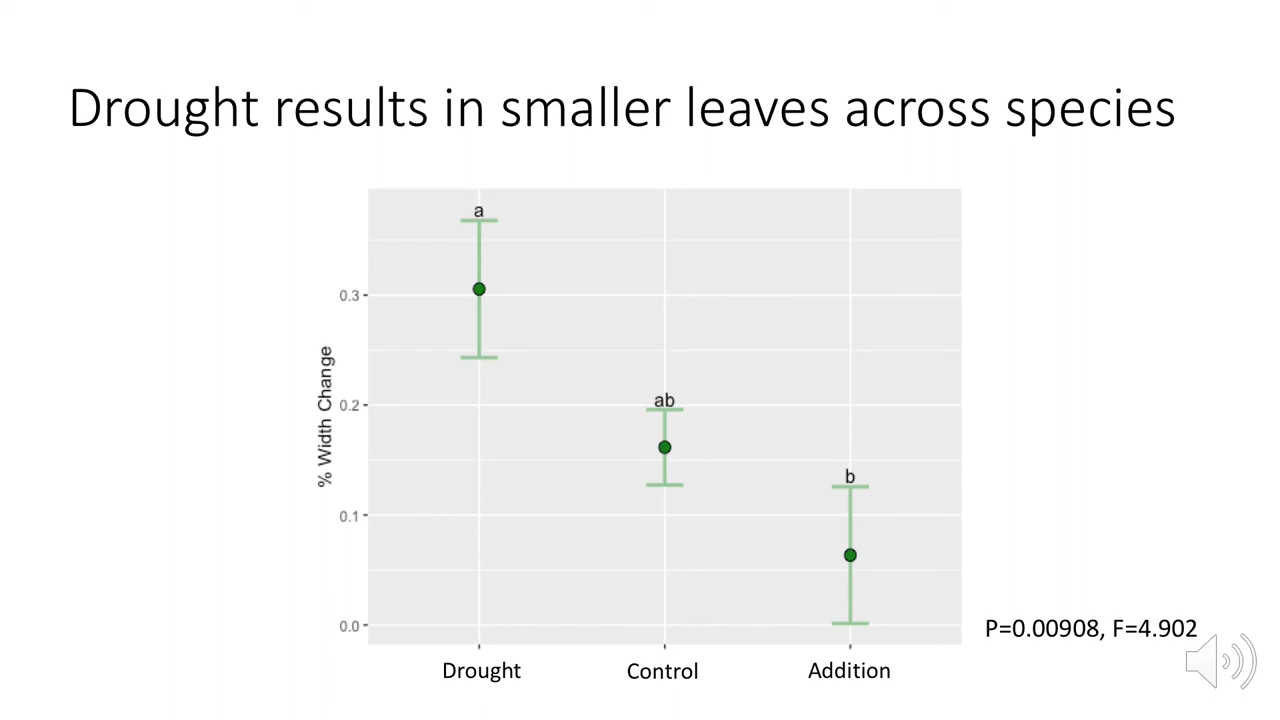 Drought results in smaller leaves across species
% Width Change
0.3
0.2
0.1
0.0
a
ab
b
Drought Control Addition
P=0.00908, F=4.902